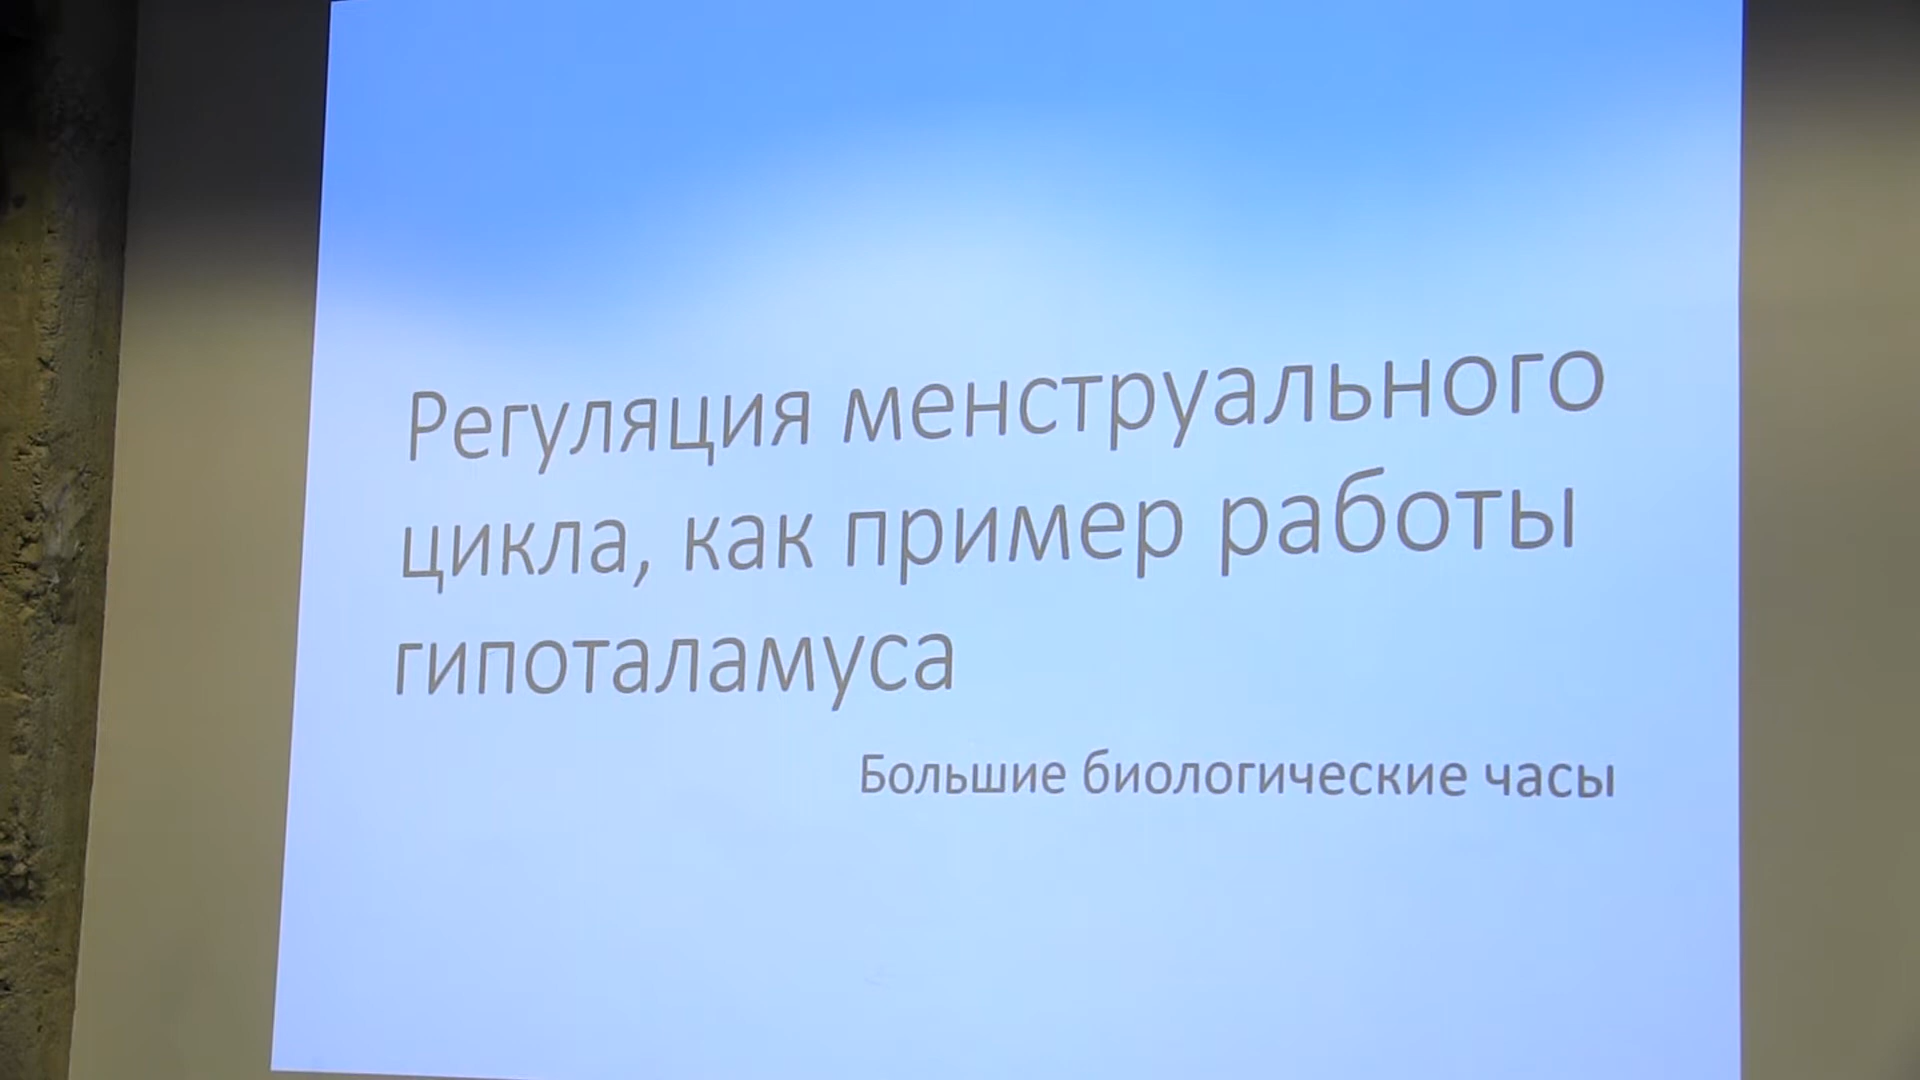 Регуляция менструального
цикла, как пример работы
гипоталамуса
Большие биологические часы